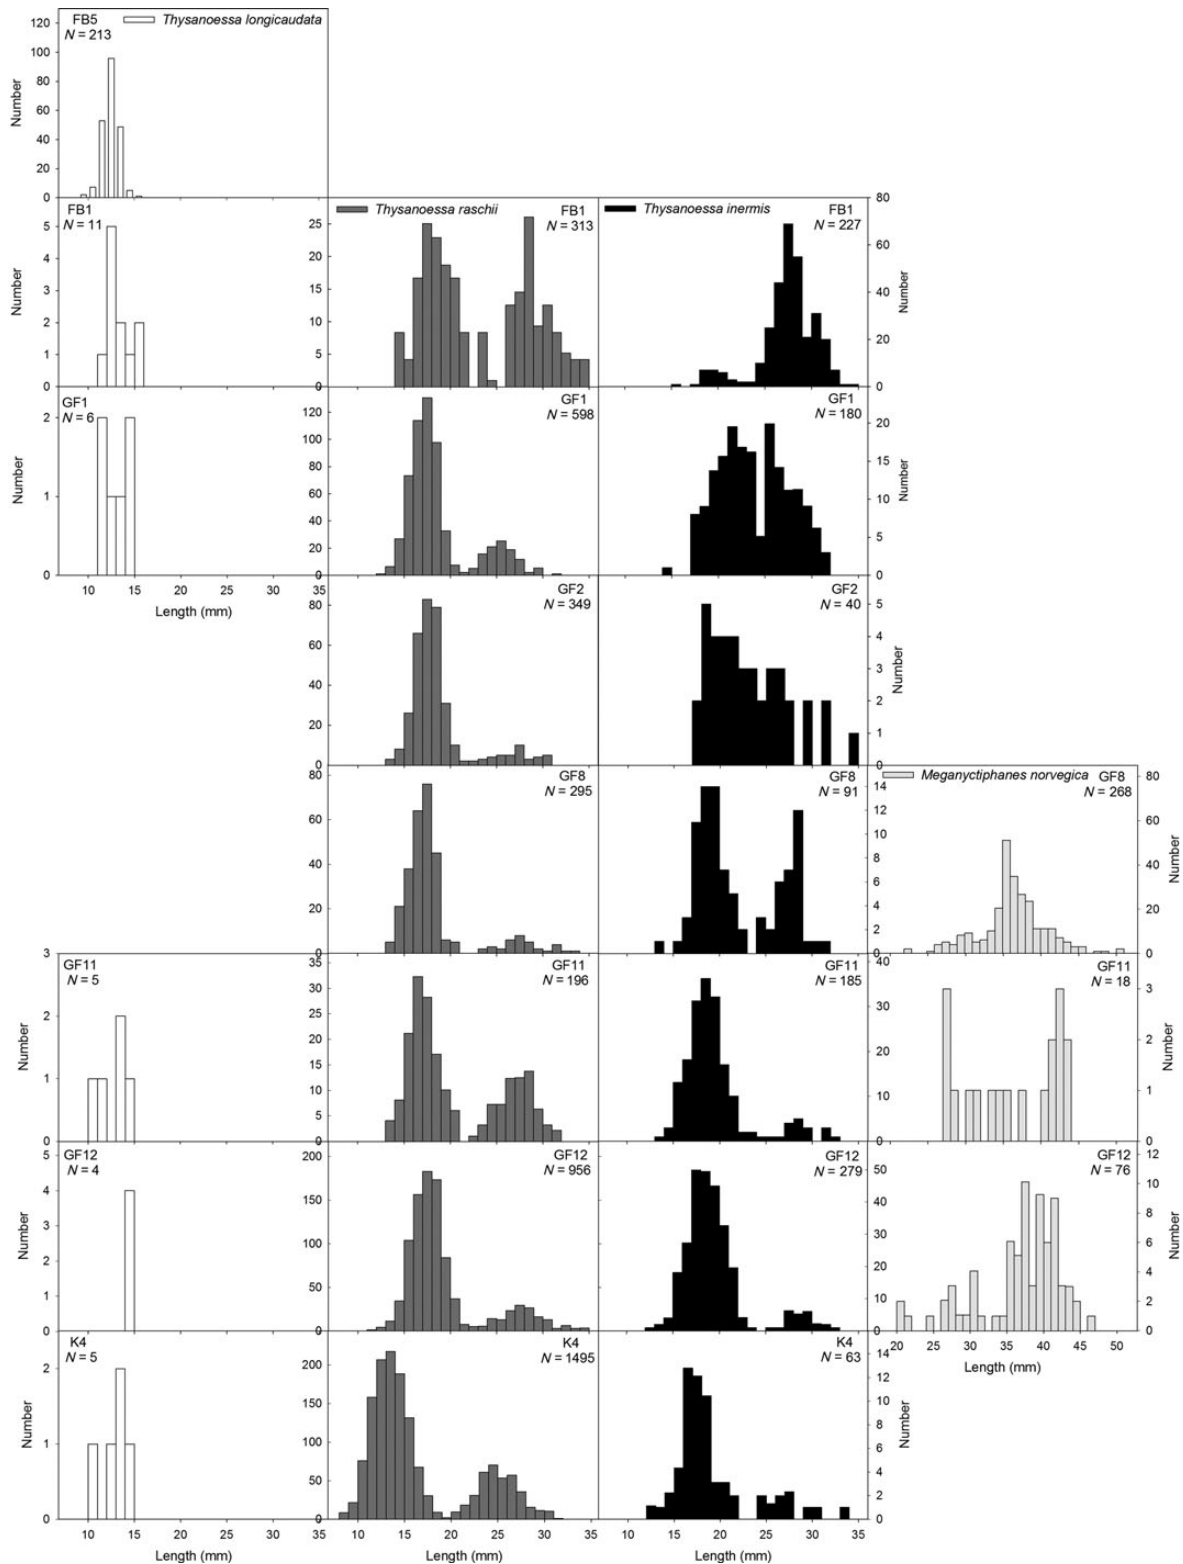 FB5
N = 213
Thysanoessa longicaudata
Number
120
100
80
60
40
20
0
FB1
N = 11
Number
5
4
3
2
1
0
Thysanoessa raschii
FB1
N = 313
25
20
15
10
5
0
Thysanoessa inermis
FB1
N = 227
80
60
40
20
0
Number
GF1
N = 6
Number
2
1
0
10 15 20 25 30 35
Length (mm)
GF1
N = 598
120
100
80
60
40
20
0
GF1
N = 180
20
15
10
5
0
Number
GF2
N = 349
80
60
40
20
0
GF2
N = 40
5
4
3
2
1
0
Number
GF8
N = 295
80
60
40
20
0
GF8
N = 91
14
12
10
8
6
4
2
0
Meganyctiphanes norvegica
GF8
N = 268
80
60
40
20
0
Number
GF11
N = 5
Number
3
2
1
0
GF11
N = 196
35
30
25
20
15
10
5
0
GF11
N = 185
40
30
20
10
0
GF11
N = 18
3
2
1
0
Number
GF12
N = 4
Number
5
4
3
2
1
0
GF12
N = 956
200
150
100
50
0
GF12
N = 279
50
40
30
20
10
0
GF12
N = 76
12
10
8
6
4
2
0
Number
20 25 30 35 40 45 50
Length (mm)
K4
N = 5
Number
2
1
0
10 15 20 25 30 35
Length (mm)
K4
N = 1495
200
150
100
50
0
10 15 20 25 30 35
Length (mm)
K4
N = 63
14
12
10
8
6
4
2
0
Number
10 15 20 25 30 35
Length (mm)